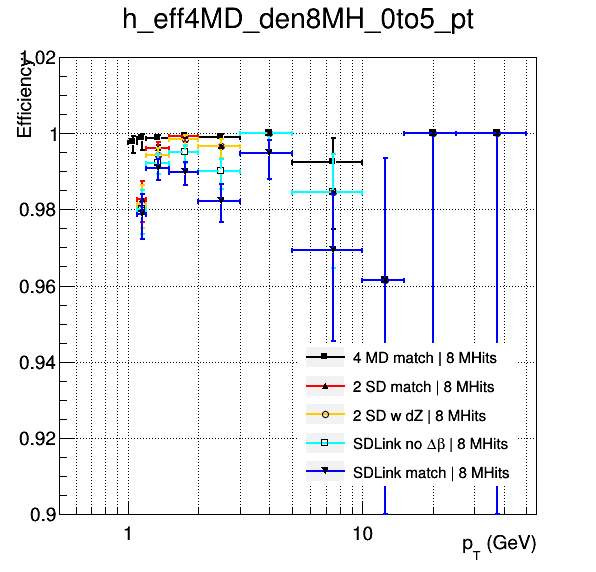 h_eff4MD_den8MH_0to5_pt
Efficiency
1.02
1
0.98
0.96
0.94
0.92
0.9
4 MD match | 8 MHits
2 SD match | 8 MHits
2 SD w dZ | 8 MHits
SDLink no Δβ | 8 MHits
SDLink match | 8 MHits
1
10
p_T (GeV)